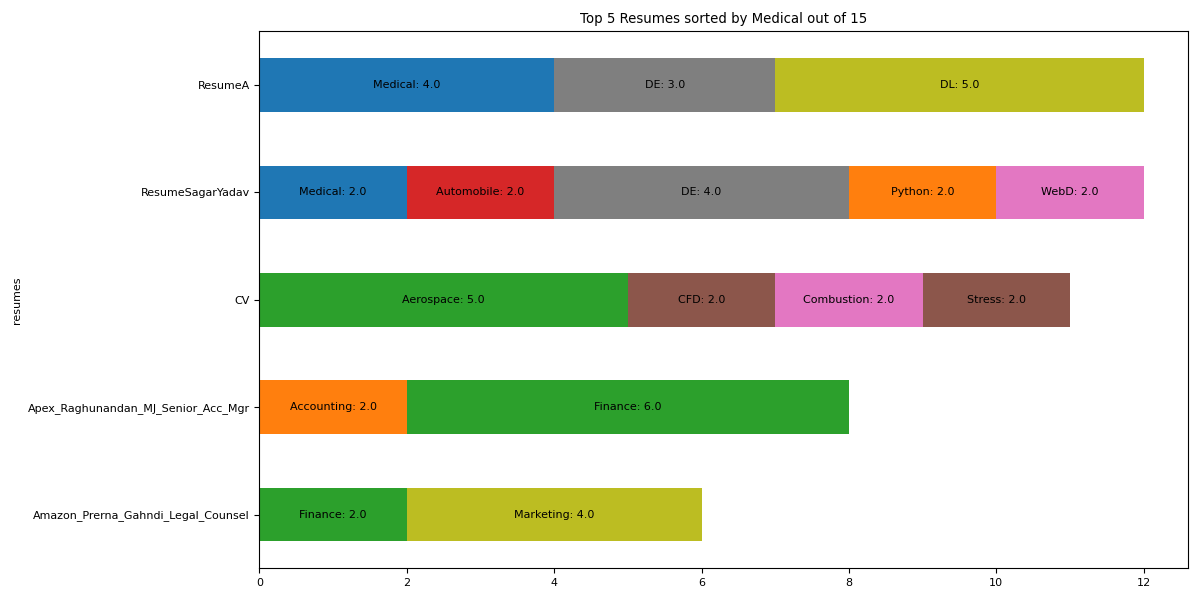 Top 5 Resumes sorted by Medical out of 15
resumes
ResumeA
Medical: 4.0 DE: 3.0 DL: 5.0
ResumeSagarYadav
Medical: 2.0 Automobile: 2.0 DE: 4.0 Python: 2.0 WebD: 2.0
CV
Aerospace: 5.0 CFD: 2.0 Combustion: 2.0 Stress: 2.0
Apex_Raghunandan_MJ_Senior_Acc_Mgr
Accounting: 2.0 Finance: 6.0
Amazon_Prerna_Gahndi_Legal_Counsel
Finance: 2.0 Marketing: 4.0
0 2 4 6 8 10 12